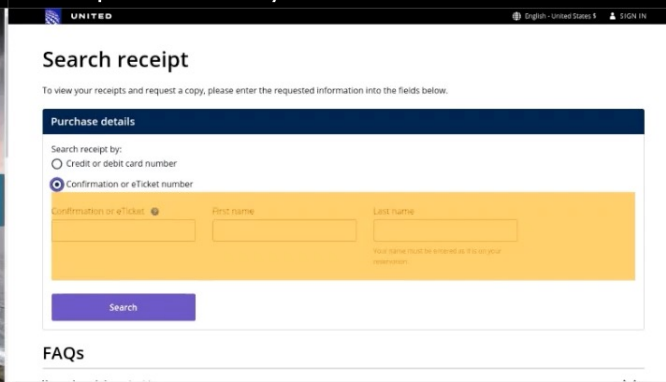 UNITED
English - United States $ SIGN IN
Search receipt
To view your receipts and request a copy, please enter the requested information into the fields below.
Purchase details
Search receipt by:
Credit or debit card number
Confirmation or eTicket number
Confirmation or eTicket
First name
Last name
Your name must be entered as it is on your
reservation.
Search
FAQs